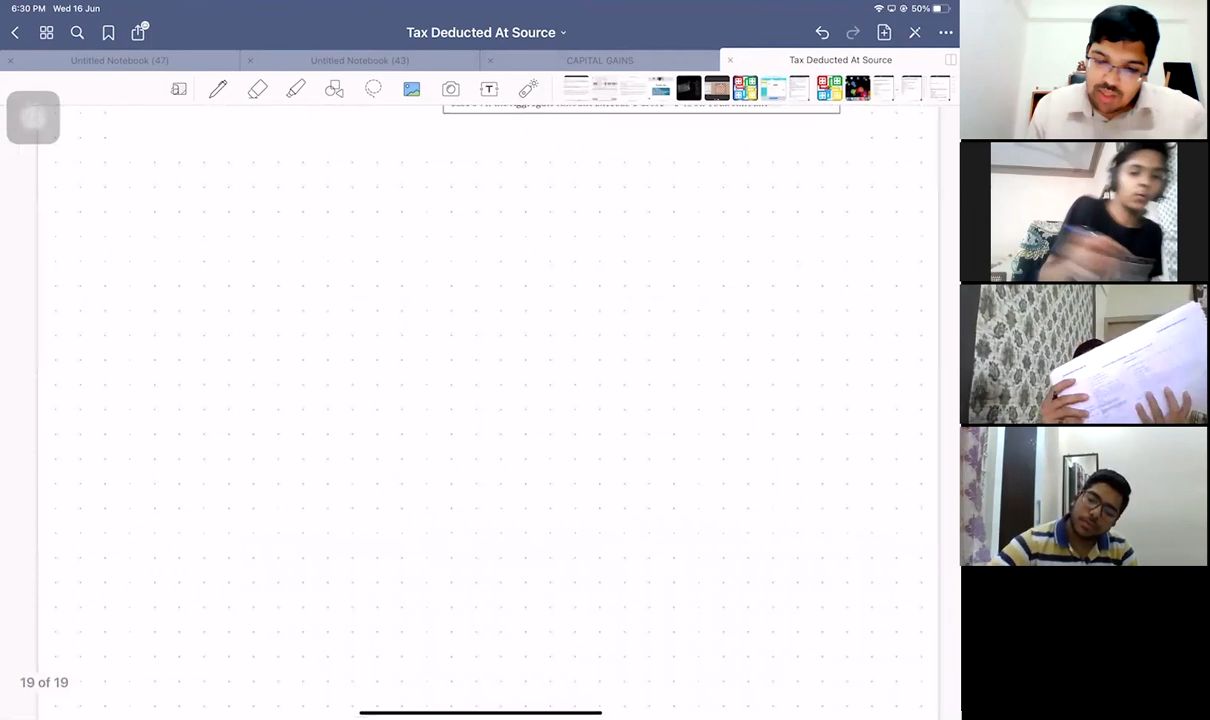 6:30 PM Wed 16 Jun
50%
Tax Deducted At Source
Untitled Notebook (47)
Untitled Notebook (43)
CAPITAL GAINS
Tax Deducted At Source
19 of 19